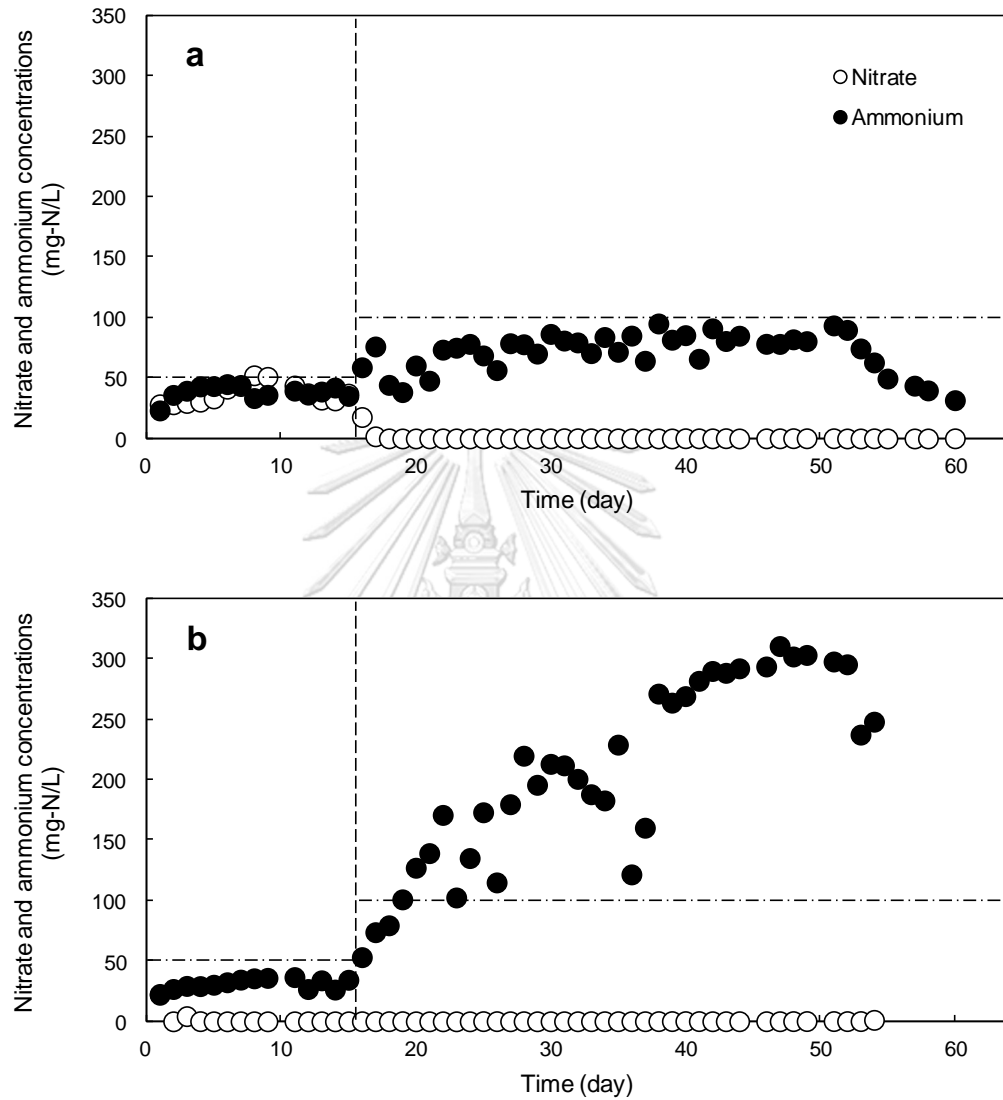 350
300
250
200
150
100
50
0
a
Nitrate
Ammonium
Nitrate and ammonium concentrations
(mg-N/L)
0 10 20 30 40 50 60
Time (day)
350
300
250
200
150
100
50
0
b
Nitrate and ammonium concentrations
(mg-N/L)
0 10 20 30 40 50 60
Time (day)